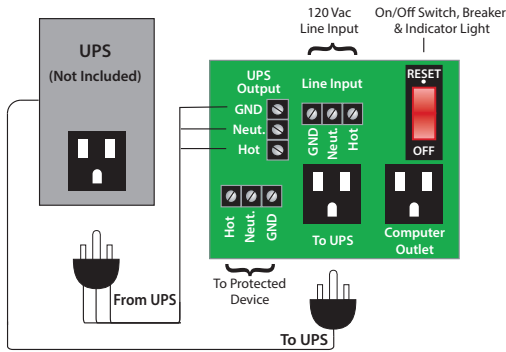 120 Vac
Line Input
On/Off Switch, Breaker
& Indicator Light
UPS
(Not Included)
UPS
Output
GND
Neut.
Hot
Line Input
GND
Neut.
Hot
RESET
OFF
Hot
Neut.
GND
To UPS
Computer
Outlet
To Protected
Device
From UPS
To UPS